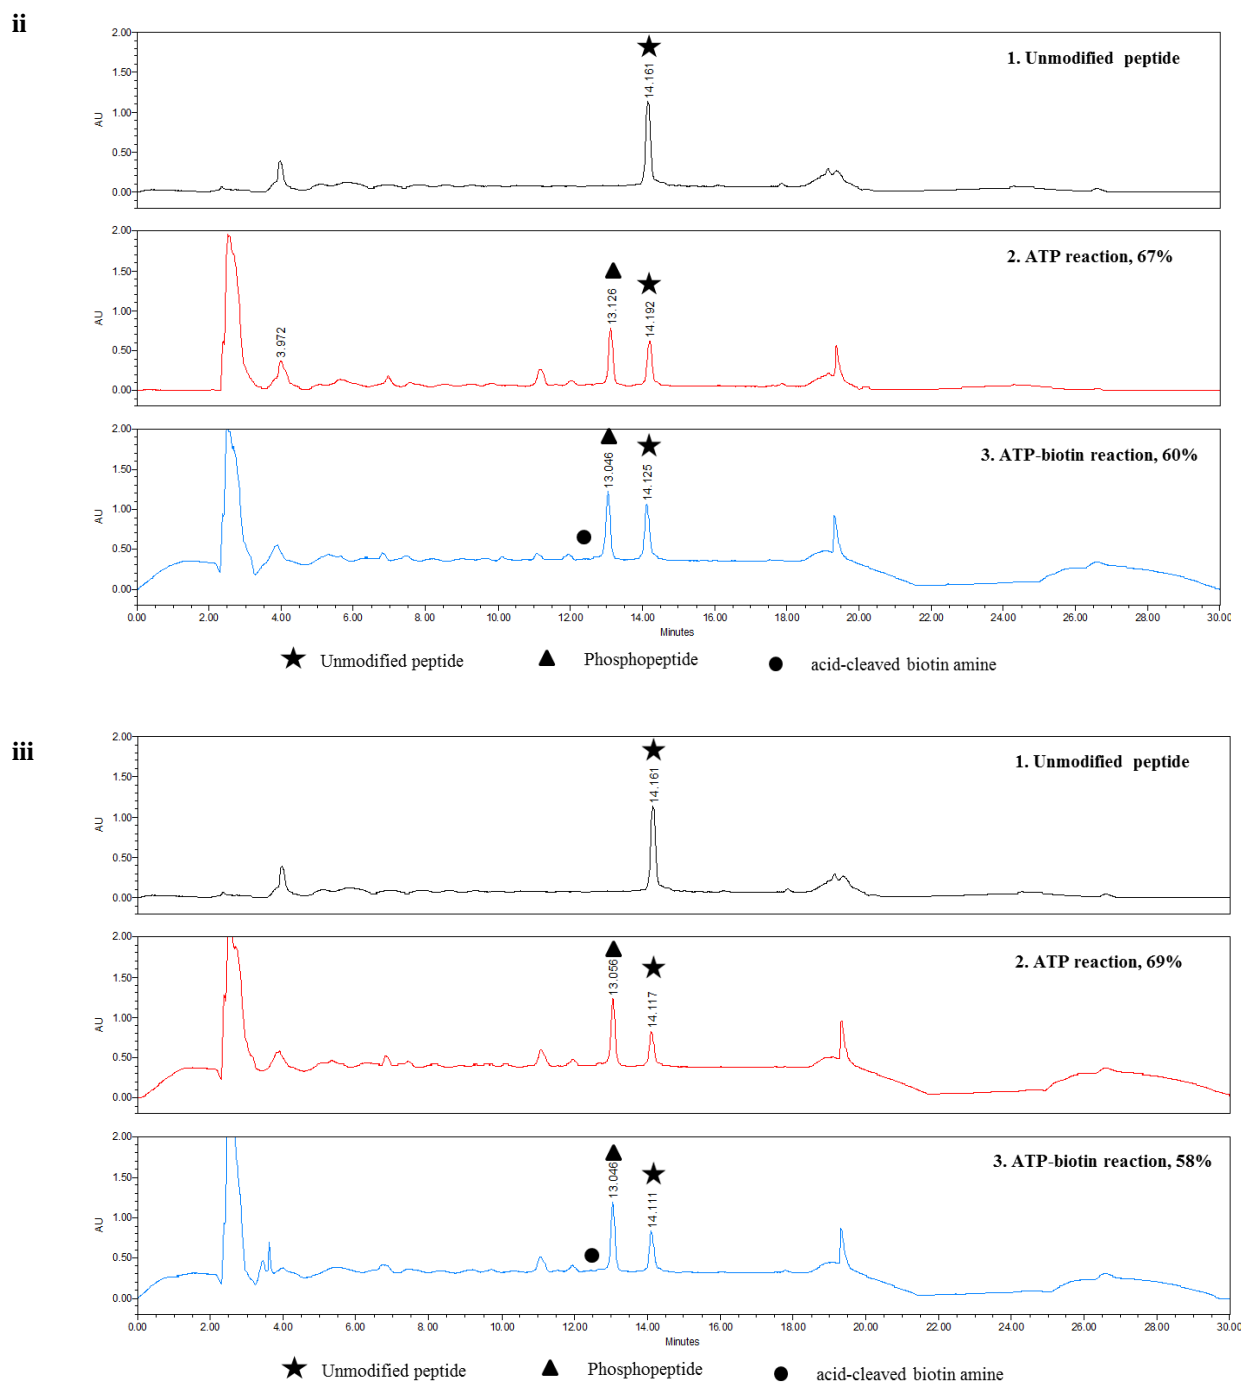 ii
2.00
1.50
1.00
0.50
0.00
AU
14.161
1. Unmodified peptide
2.00
1.50
1.00
0.50
0.00
AU
3.972
13.126
14.192
2. ATP reaction, 67%
2.00
1.50
1.00
0.50
0.00
AU
13.046
14.125
3. ATP-biotin reaction, 60%
0.00 2.00 4.00 6.00 8.00 10.00 12.00 14.00 16.00 18.00 20.00 22.00 24.00 26.00 28.00 30.00
Minutes
Unmodified peptide Phosphopeptide acid-cleaved biotin amine
iii
2.00
1.50
1.00
0.50
0.00
AU
14.161
1. Unmodified peptide
2.00
1.50
1.00
0.50
0.00
AU
13.056
14.117
2. ATP reaction, 69%
2.00
1.50
1.00
0.50
0.00
AU
13.046
14.111
3. ATP-biotin reaction, 58%
0.00 2.00 4.00 6.00 8.00 10.00 12.00 14.00 16.00 18.00 20.00 22.00 24.00 26.00 28.00 30.00
Minutes
Unmodified peptide Phosphopeptide acid-cleaved biotin amine